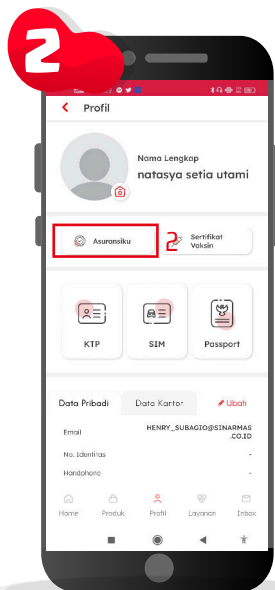 2
Profil
Nama Lengkap
natasya setia utami
Asuransiku
2
Sertifikat
Vaksin
KTP
SIM
Passport
Data Pribadi
Data Kantor
Ubah
Email
HENRY_SUBAGIO@SINARMAS
.CO.ID
No. Identitas
-
Handphone
-
Home
Produk
Profil
Layanan
Inbox